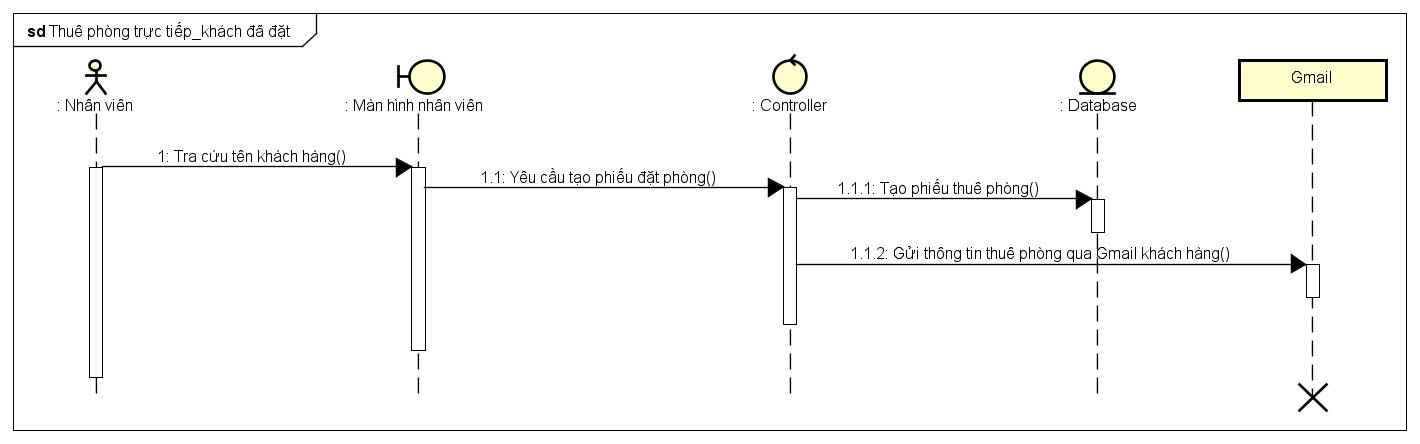 sd Thuê phòng trực tiếp_khách đã đặt
: Nhân viên
: Màn hình nhân viên
: Controller
: Database
Gmail
1: Tra cứu tên khách hàng()
1.1: Yêu cầu tạo phiếu đặt phòng()
1.1.1: Tạo phiếu thuê phòng()
1.1.2: Gửi thông tin thuê phòng qua Gmail khách hàng()